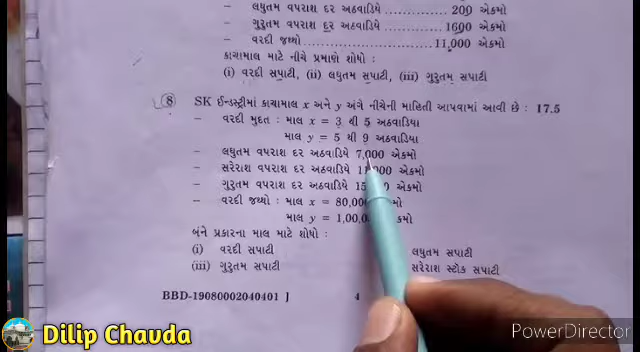 – લઘુતમ વપરાશ દર અઠવાડિયે ................... 200 એકમો
– ગુરુતમ વપરાશ દર અઠવાડિયે ................ 1600 એકમો
– વરદી જથ્થો ................................... 11,000 એકમો
કાચામાલ માટે નીચે પ્રમાણે શોધો :
(i) વરદી સપાટી, (ii) લઘુતમ સપાટી, (iii) ગુરુતમ સપાટી
8 SK ઈન્ડસ્ટ્રીમાં કાચામાલ x અને y અંગે નીચેની માહિતી આપવામાં આવી છે : 17.5
– વરદી મુદત : માલ x = 3 થી 5 અઠવાડિયા
માલ y = 5 થી 9 અઠવાડિયા
– લઘુતમ વપરાશ દર અઠવાડિયે 7,000 એકમો
– સરેરાશ વપરાશ દર અઠવાડિયે 11,000 એકમો
– ગુરુતમ વપરાશ દર અઠવાડિયે
– વરદી જથ્થો : માલ x = 80,000
માલ y = 1,00,
બંને પ્રકારના માલ માટે શોધો :
(i) વરદી સપાટી લઘુતમ સપાટી
(iii) ગુરુતમ સપાટી સરેરાશ સ્ટોક સપાટી
BBD-19080002040401 ] 4
Dilip Chavda
PowerDirector